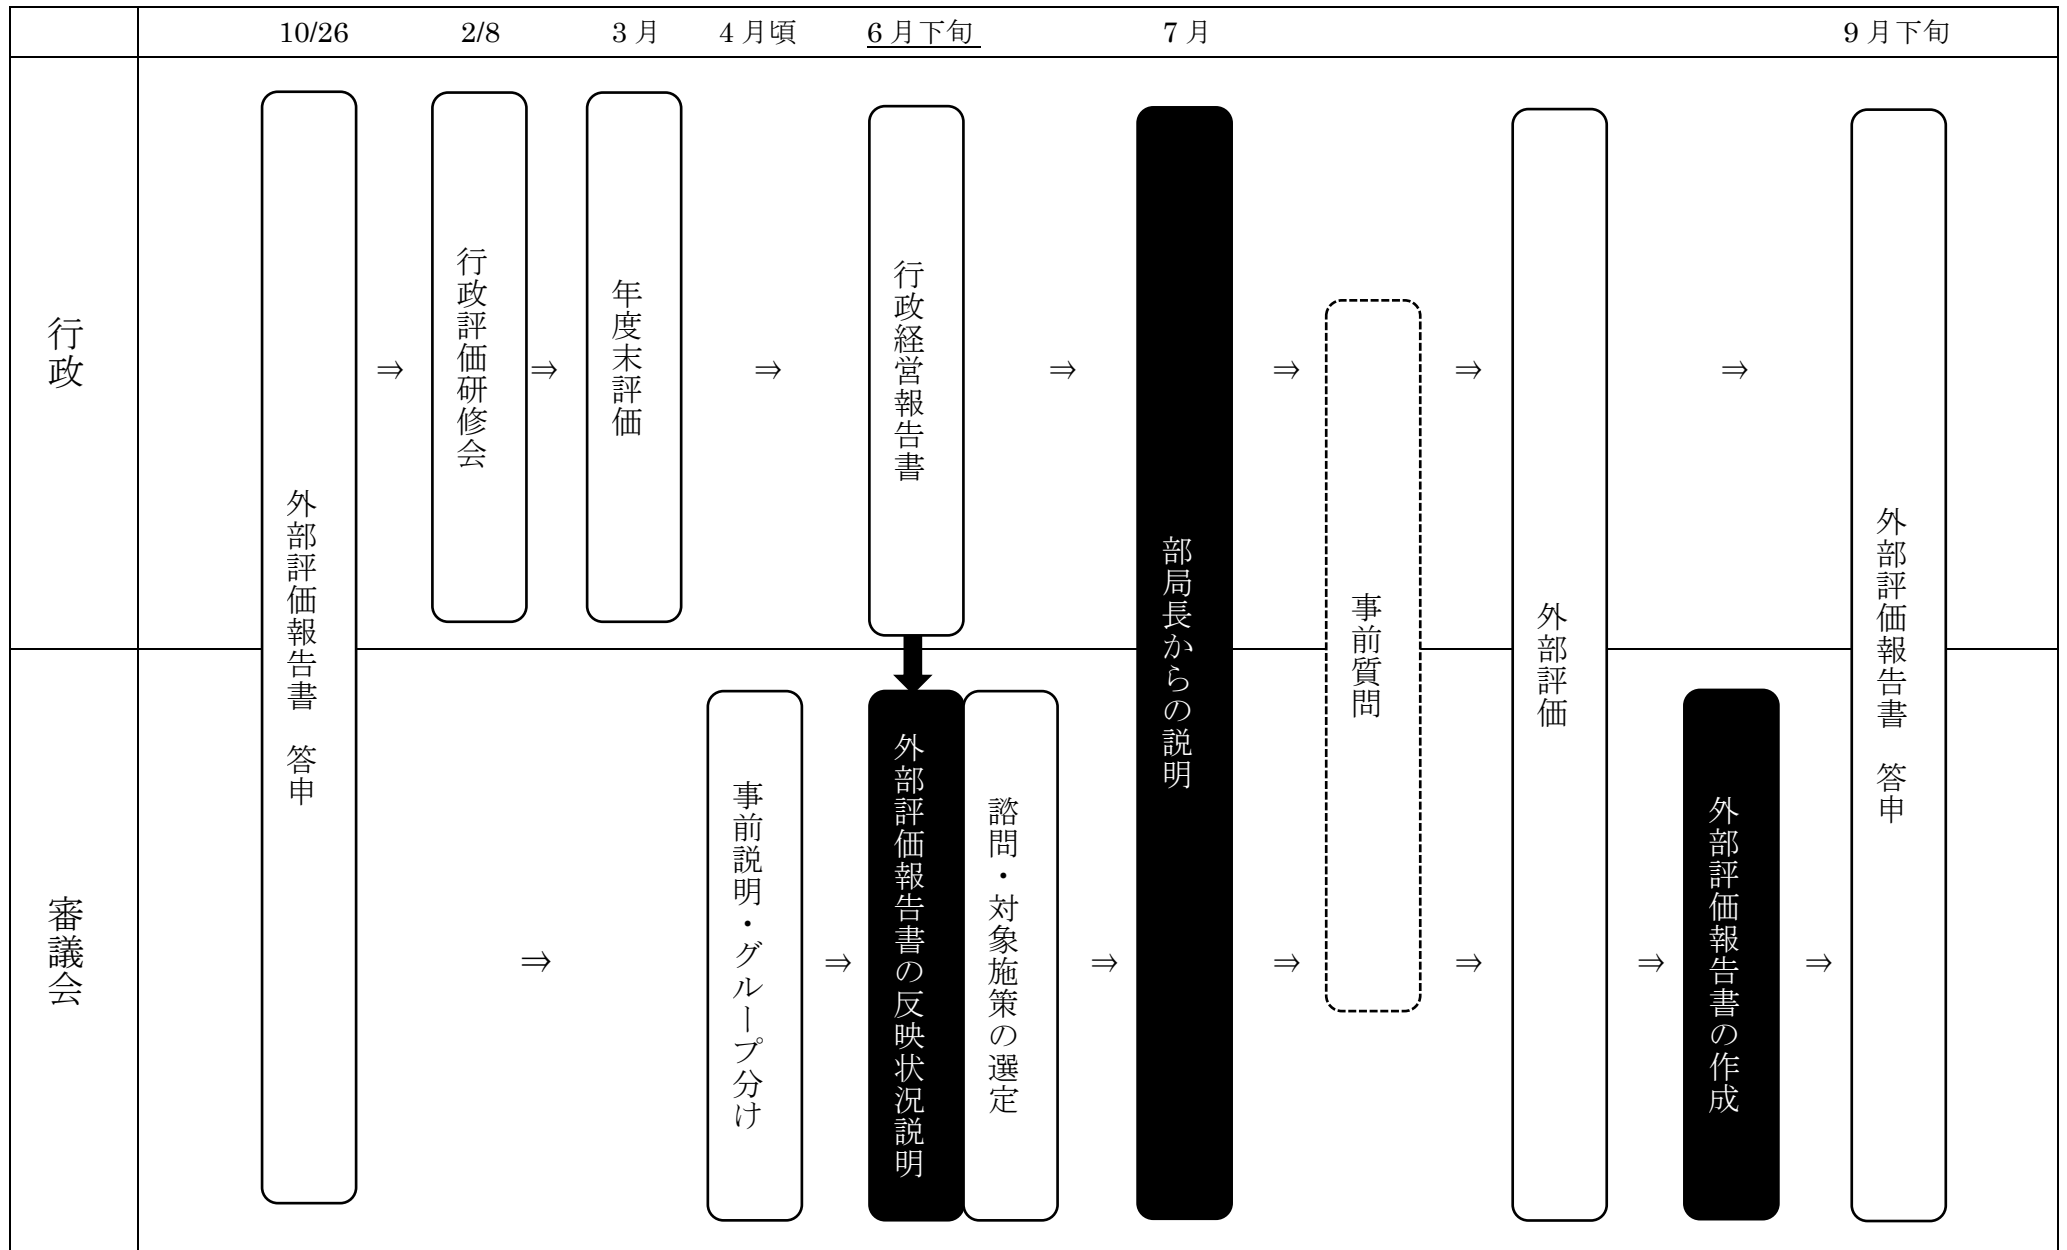 10/26
2/8
3月
4月頃
6月下旬
7月
9月下旬
行政
審議会
外部評価報告書　答申
⇒
行政評価研修会
⇒
年度末評価
⇒
行政経営報告書
⇒
部局長からの説明
⇒
事前質問
⇒
外部評価
⇒
外部評価報告書　答申
⇒
事前説明・グループ分け
⇒
外部評価報告書の反映状況説明
諮問・対象施策の選定
⇒
⇒
⇒
⇒
外部評価報告書の作成
⇒